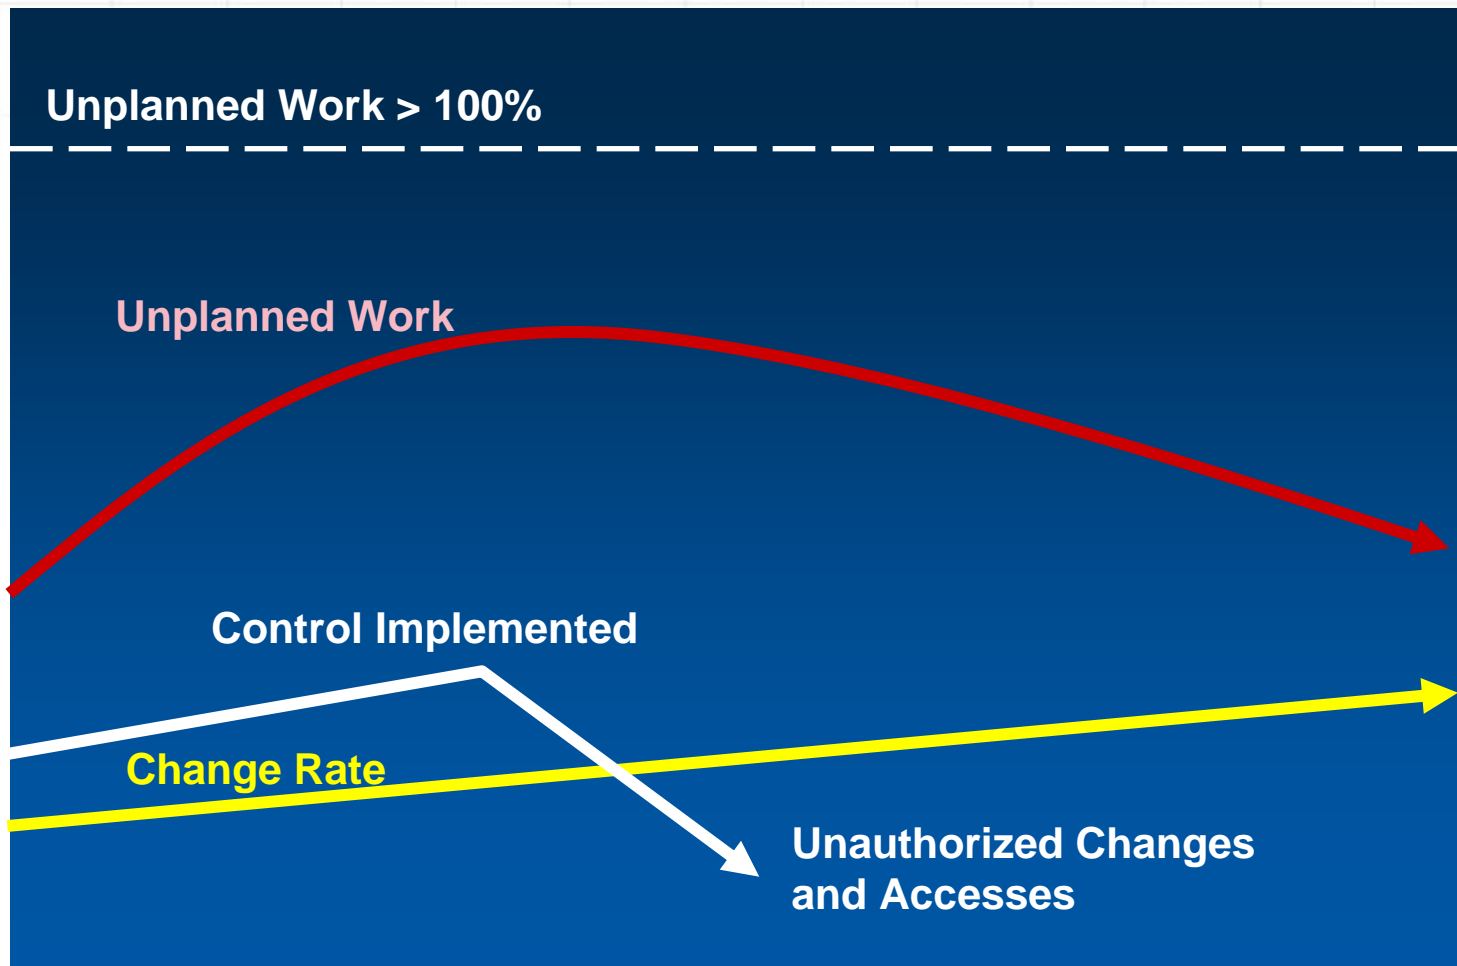 Unplanned Work > 100%
Unplanned Work
Control Implemented
Change Rate
Unauthorized Changes
and Accesses